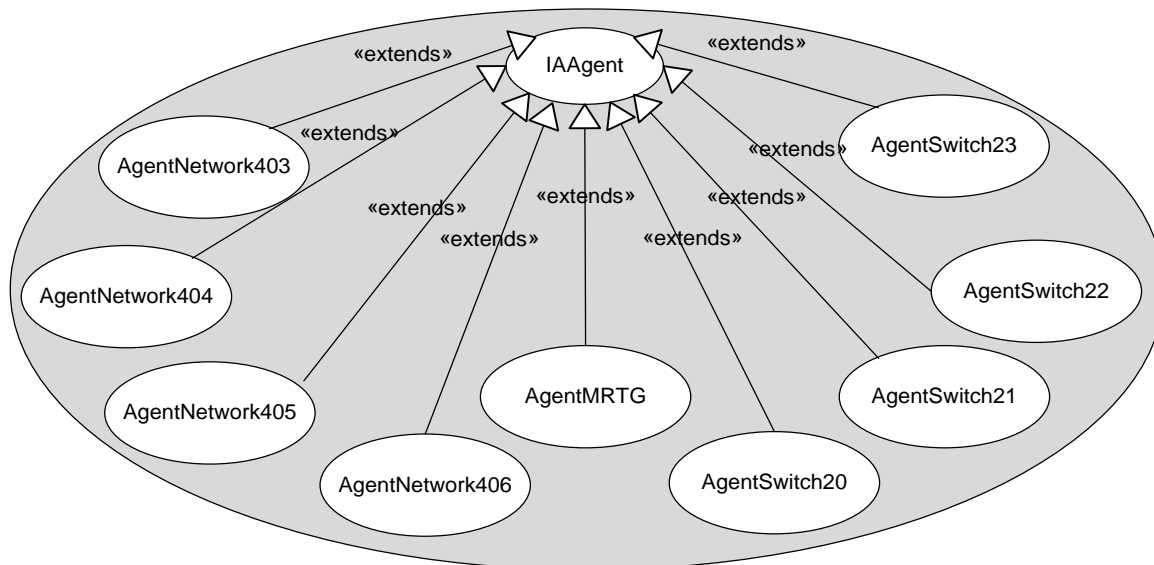 «extends»
«extends»
IAAgent
«extends»
AgentNetwork403
AgentSwitch23
«extends»
«extends»
«extends»
«extends»
«extends»
«extends»
AgentNetwork404
AgentSwitch22
AgentNetwork405
AgentMRTG
AgentSwitch21
AgentNetwork406
AgentSwitch20